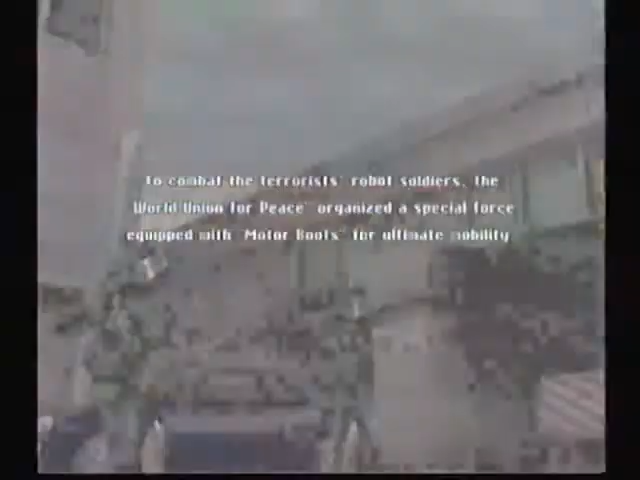 To combat the terrorists' robot soldiers, the
"World Union for Peace" organized a special force
equipped with "Motor Boots" for ultimate mobility.